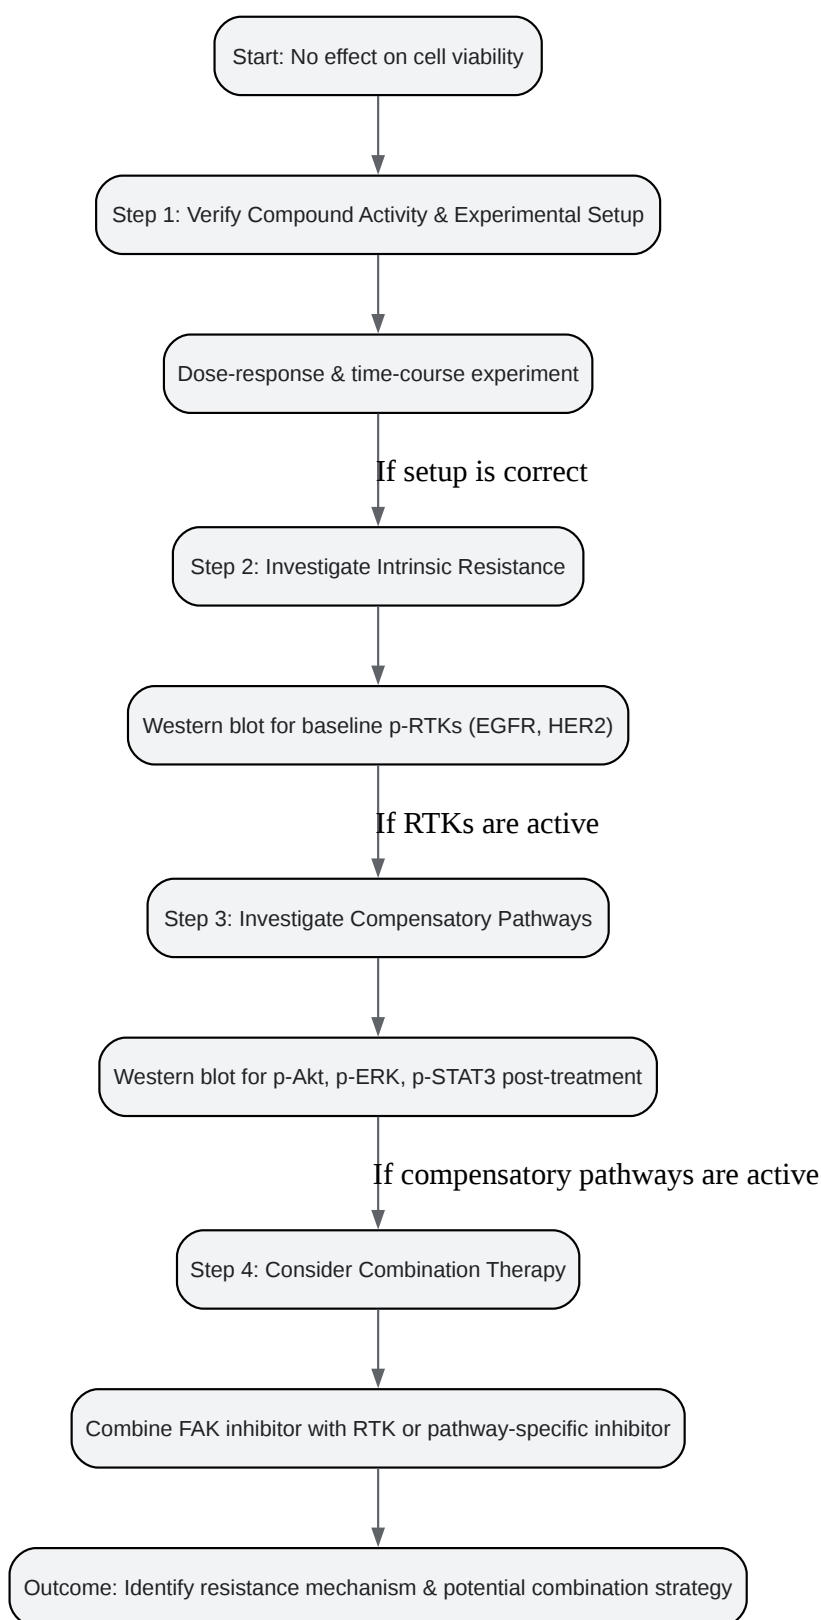 Start: No effect on cell viability
Step 1: Verify Compound Activity & Experimental Setup
Dose-response & time-course experiment
If setup is correct
Step 2: Investigate Intrinsic Resistance
Western blot for baseline p-RTKs (EGFR, HER2)
If RTKs are active
Step 3: Investigate Compensatory Pathways
Western blot for p-Akt, p-ERK, p-STAT3 post-treatment
If compensatory pathways are active
Step 4: Consider Combination Therapy
Combine FAK inhibitor with RTK or pathway-specific inhibitor
Outcome: Identify resistance mechanism & potential combination strategy